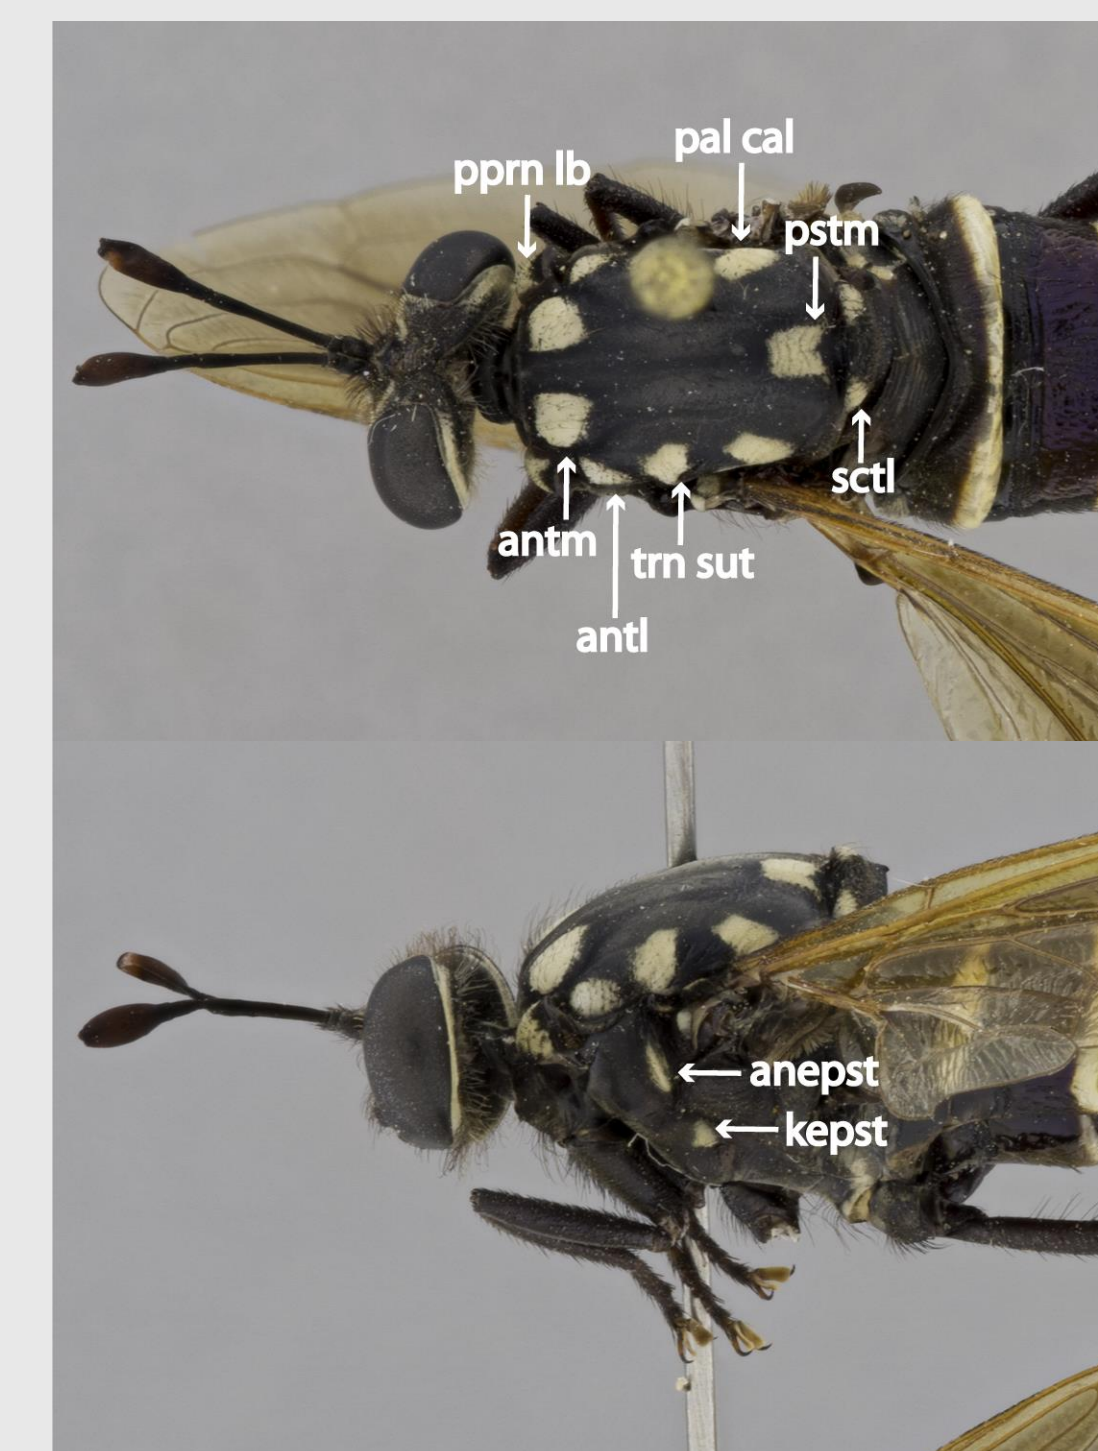 pal cal
pprn lb
pstm
sctl
antm
trn sut
antl
anepst
kepst